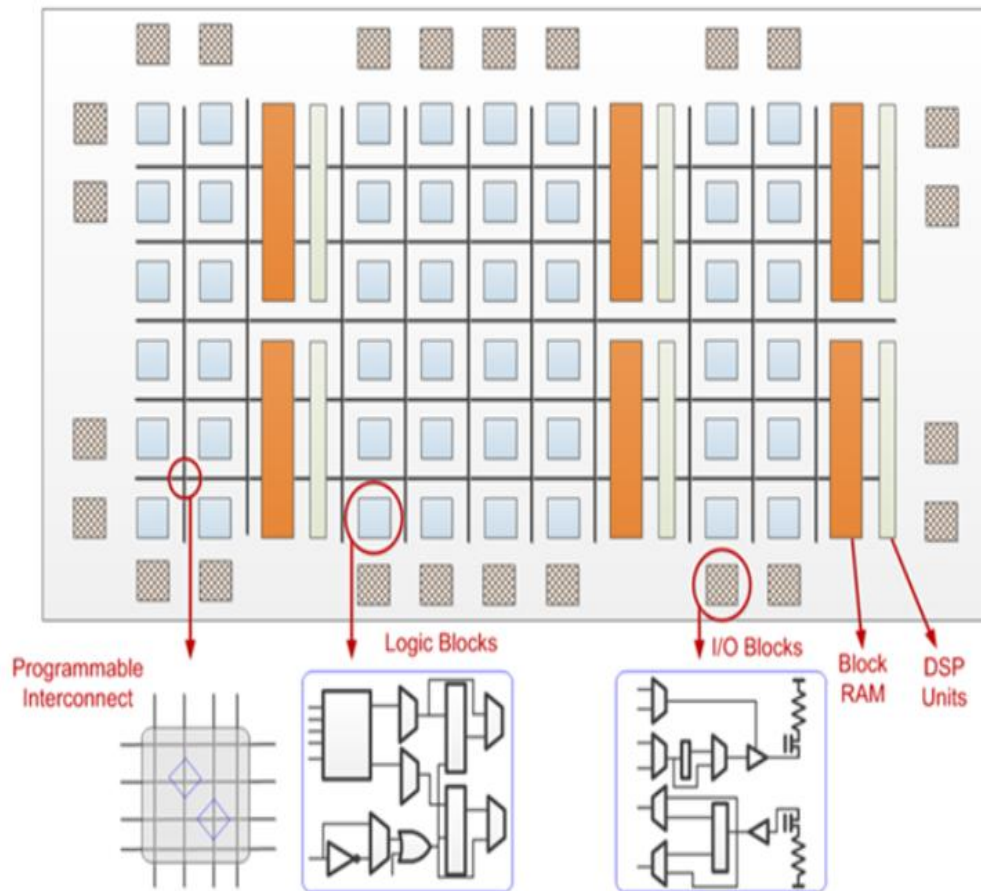 Programmable
Interconnect
Logic Blocks
I/O Blocks
Block
RAM
DSP
Units